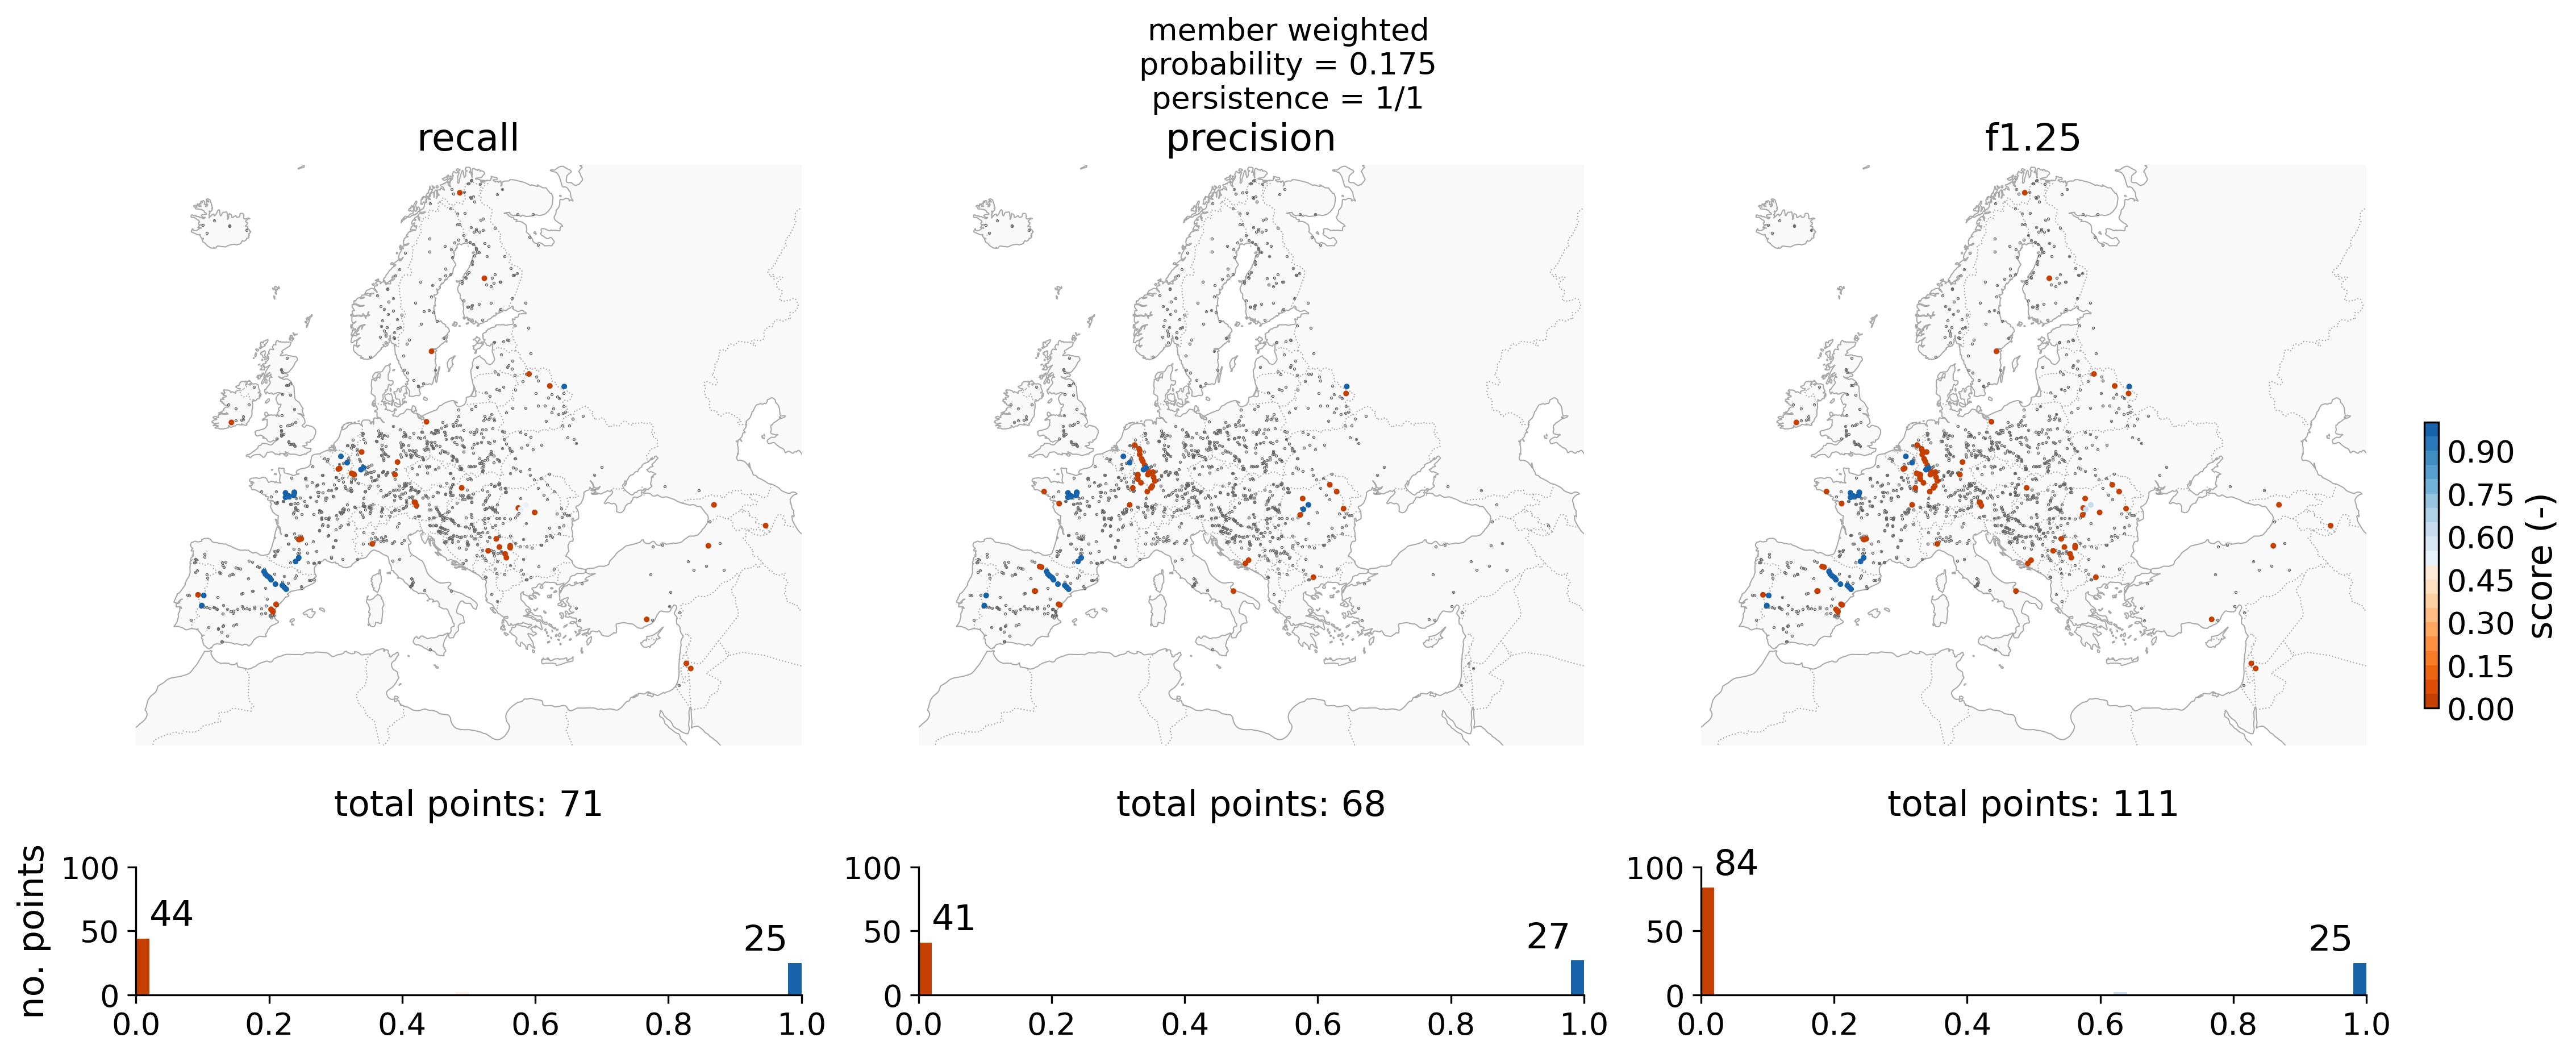 member weighted
probability = 0.175
persistence = 1/1
recall
precision
f1.25
0.90
0.75
0.60
0.45
0.30
0.15
0.00
score (-)
total points: 71
total points: 68
total points: 111
no. points
100
50
0
44
25
0.0 0.2 0.4 0.6 0.8 1.0
100
50
0
41
27
0.0 0.2 0.4 0.6 0.8 1.0
100
50
0
84
25
0.0 0.2 0.4 0.6 0.8 1.0